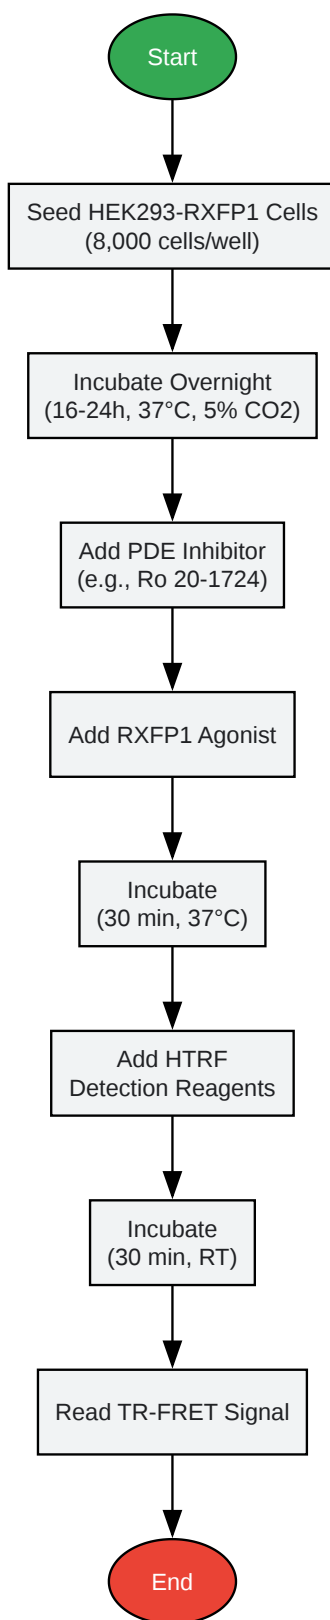 Start
Seed HEK293-RXFP1 Cells
(8,000 cells/well)
Incubate Overnight
(16-24h, 37°C, 5% CO2)
Add PDE Inhibitor
(e.g., Ro 20-1724)
Add RXFP1 Agonist
Incubate
(30 min, 37°C)
Add HTRF
Detection Reagents
Incubate
(30 min, RT)
Read TR-FRET Signal
End